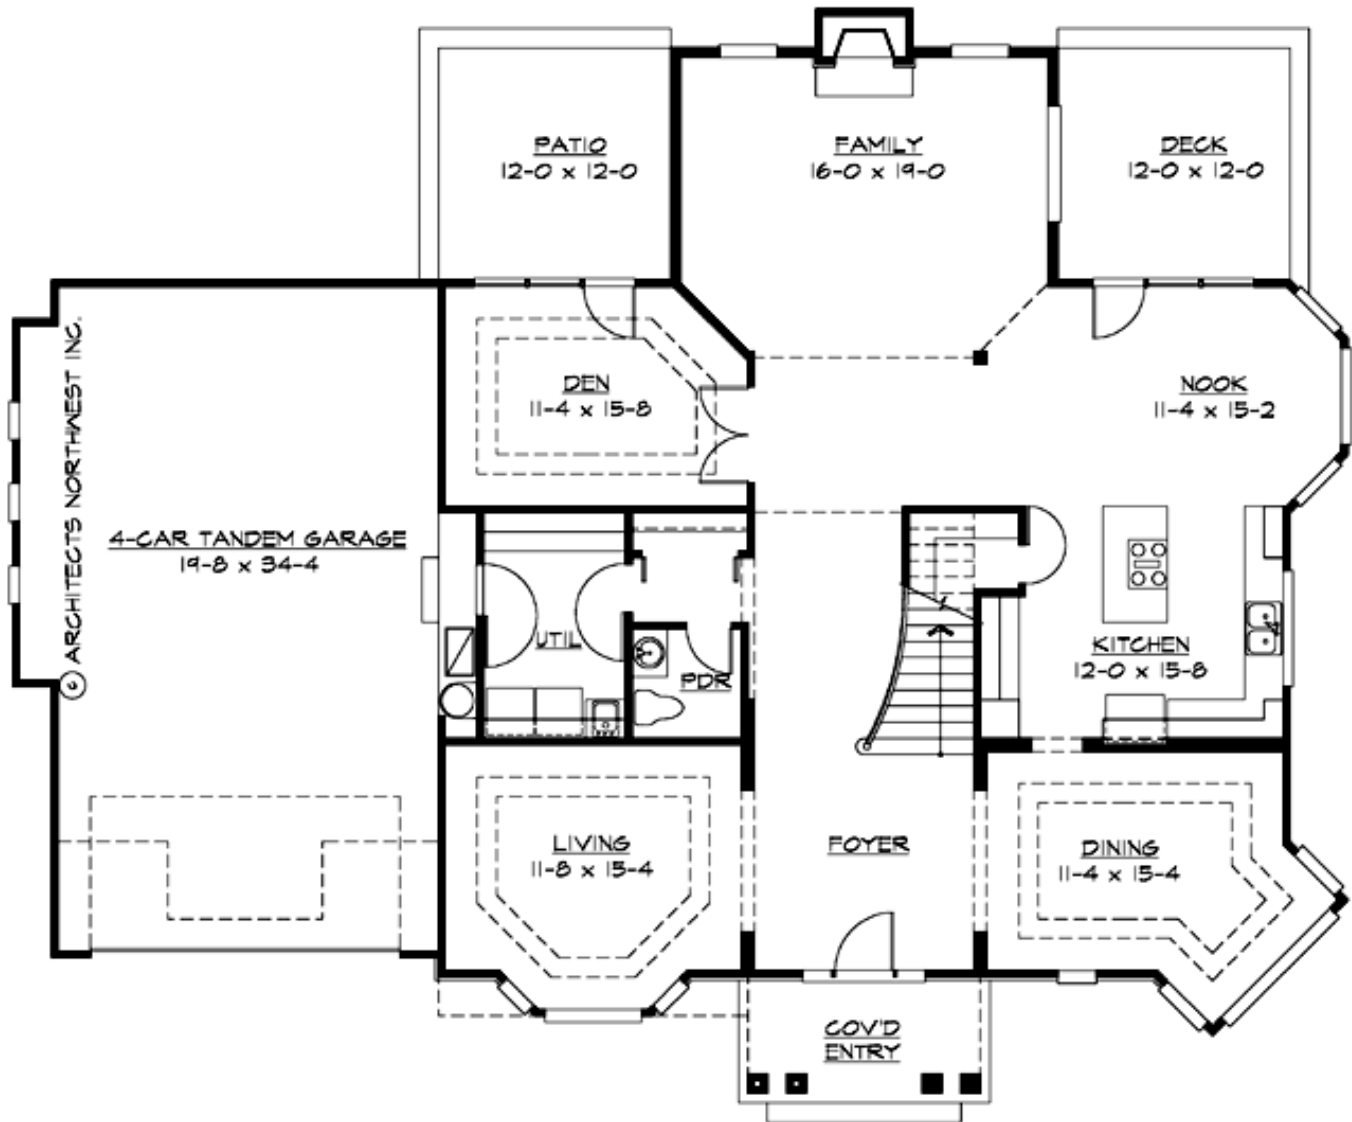 PATIO
12-0 x 12-0
FAMILY
16-0 x 19-0
DECK
12-0 x 12-0
© ARCHITECTS NORTHWEST INC.
DEN
11-4 x 15-8
NOOK
11-4 x 15-2
4-CAR TANDEM GARAGE
19-8 x 34-4
UTIL
PDR
KITCHEN
12-0 x 15-8
LIVING
11-8 x 15-4
FOYER
DINING
11-4 x 15-4
COV'D
ENTRY